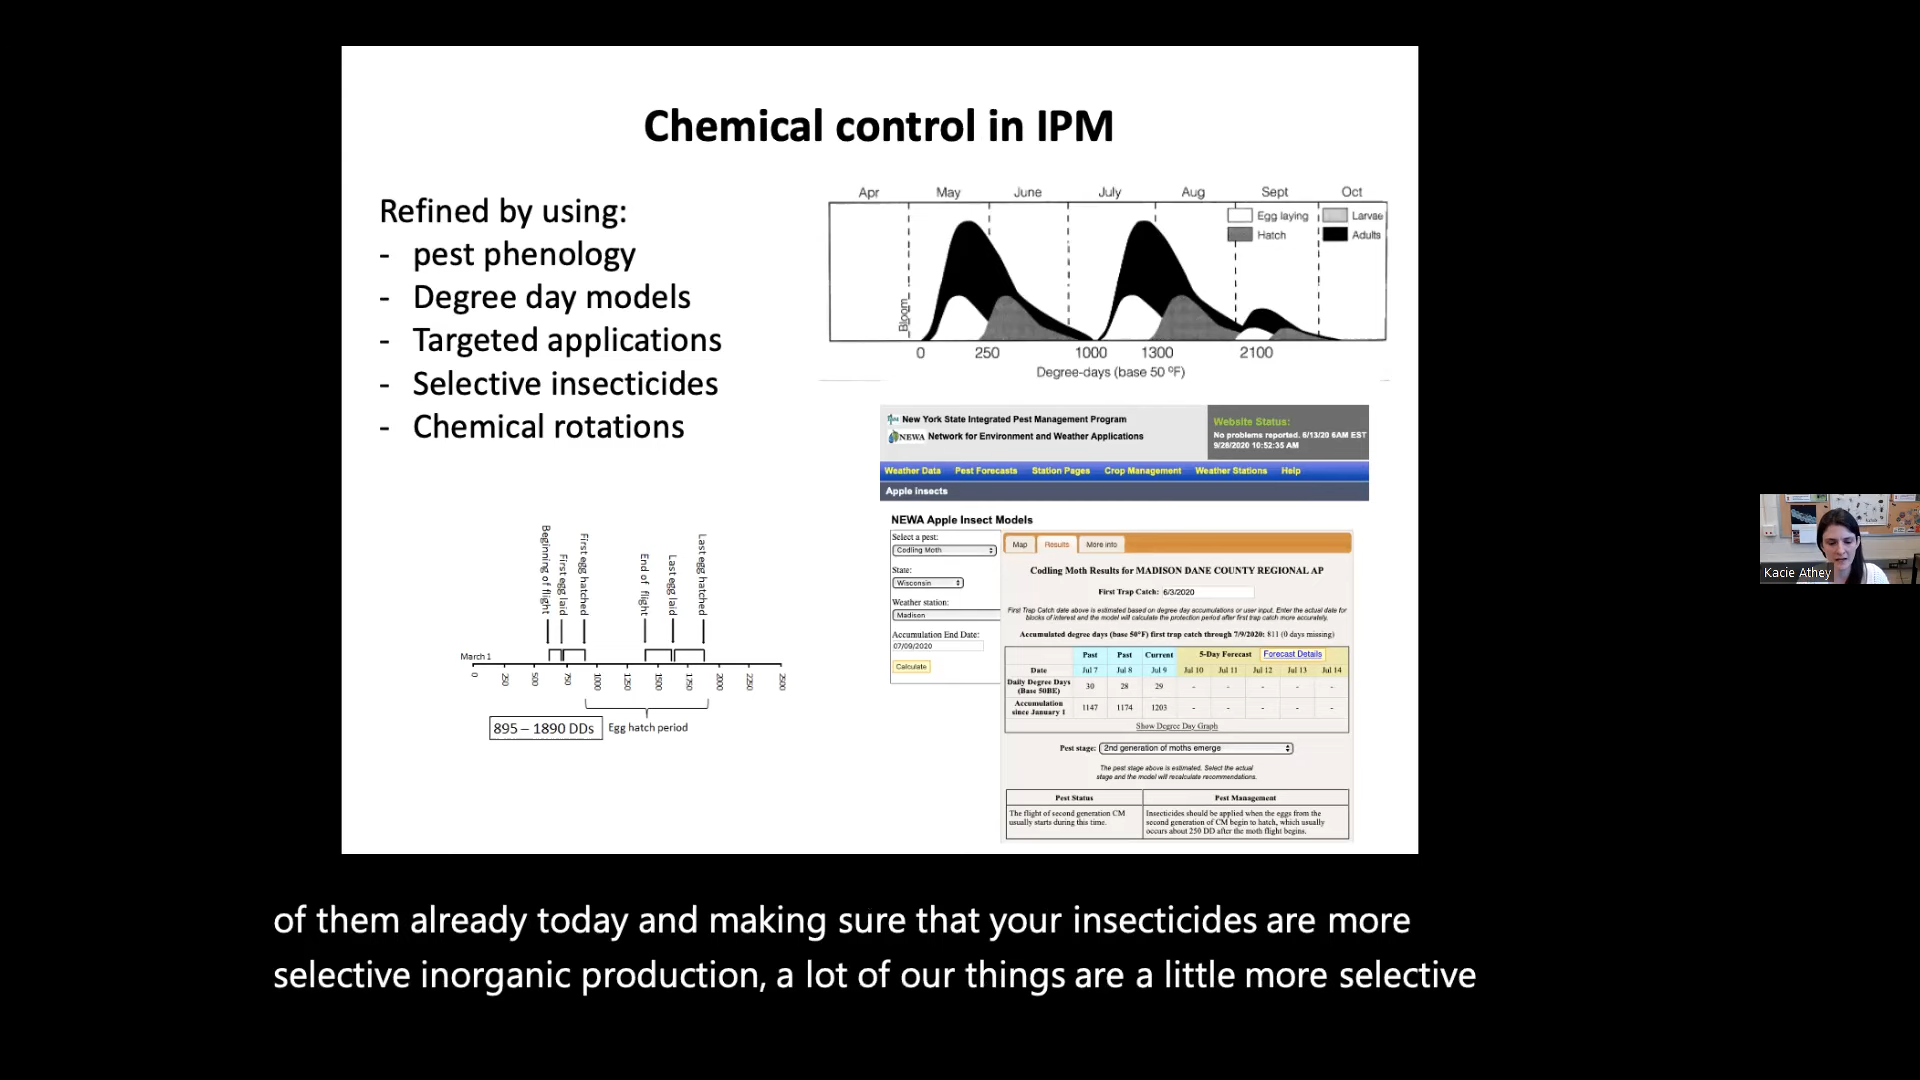 Chemical control in IPM
Refined by using:
- pest phenology
- Degree day models
- Targeted applications
- Selective insecticides
- Chemical rotations
Apr May June July Aug Sept Oct
Egg laying Larvae
Hatch Adults
Bloom
0 250 1000 1300 2100
Degree-days (base 50 ºF)
New York State Integrated Pest Management Program
NEWA Network for Environment and Weather Applications
Website Status:
No problems reported. 6/13/20 6AM EST
9/28/2020 10:52:35 AM
Weather Data Pest Forecasts Station Pages Crop Management Weather Stations Help
Apple insects
NEWA Apple Insect Models
Select a pest:
Codling Moth
State:
Wisconsin
Weather station:
Madison
Accumulation End Date:
07/09/2020
Calculate
Map Results More info
Codling Moth Results for MADISON DANE COUNTY REGIONAL AP
First Trap Catch: 6/3/2020
First Trap Catch date above is estimated based on degree day accumulations or user input. Enter the actual date for
blocks of interest and the model will calculate the protection period after first trap catch more accurately.
Accumulated degree days (base 50°F) first trap catch through 7/9/2020: 811 (0 days missing)
Past Past Current 5-Day Forecast Forecast Details
Date Jul 7 Jul 8 Jul 9 Jul 10 Jul 11 Jul 12 Jul 13 Jul 14
Daily Degree Days
(Base 50BE) 30 28 29 - - - - -
Accumulation
since January 1 1147 1174 1203 - - - - -
Show Degree Day Graph
Pest stage: 2nd generation of moths emerge
The pest stage above is estimated. Select the actual
stage and the model will recalculate recommendations.
Pest Status Pest Management
The flight of second generation CM
usually starts during this time.
Insecticides should be applied when the eggs from the
second generation of CM begin to hatch, which usually
occurs about 250 DD after the moth flight begins.
Beginning of flight
First egg laid
First egg hatched
End of flight
Last egg laid
Last egg hatched
March 1
0 250 500 750 1000 1250 1500 1750 2000 2250 2500
895 – 1890 DDs Egg hatch period
Kacie Athey
of them already today and making sure that your insecticides are more
selective inorganic production, a lot of our things are a little more selective